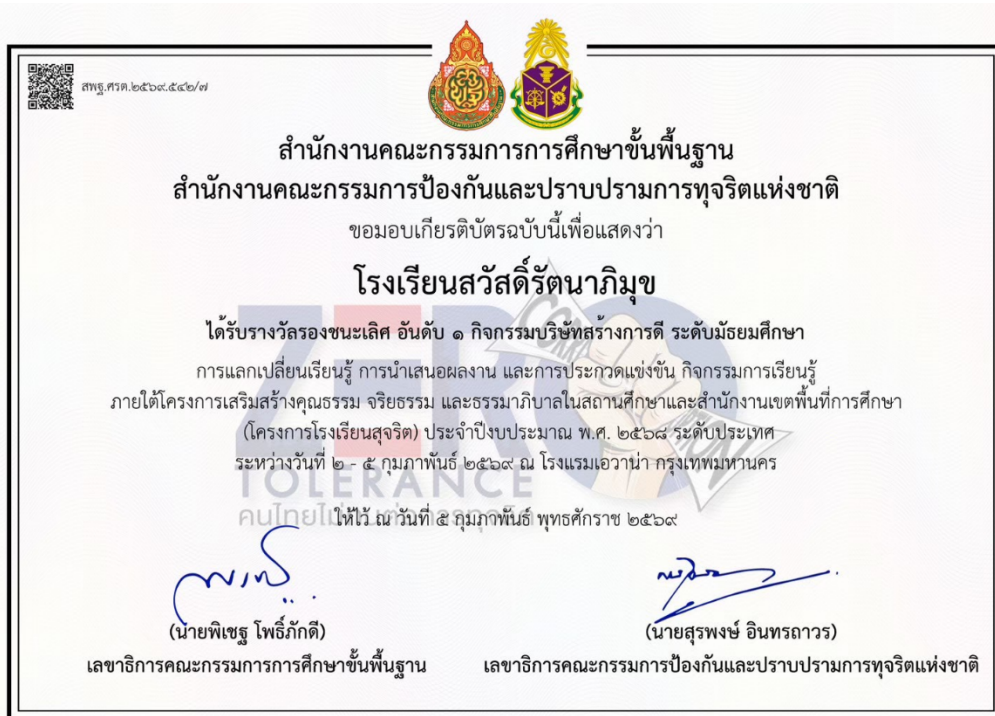 สพฐ.ศรต.๒๕๖๙.๕๔๒/๗
สำนักงานคณะกรรมการการศึกษาขั้นพื้นฐาน
สำนักงานคณะกรรมการป้องกันและปราบปรามการทุจริตแห่งชาติ
ขอมอบเกียรติบัตรฉบับนี้เพื่อแสดงว่า
โรงเรียนสวัสดิ์รัตนาภิมุข
ได้รับรางวัลรองชนะเลิศ อันดับ ๑ กิจกรรมบริษัทสร้างการดี ระดับมัธยมศึกษา
การแลกเปลี่ยนเรียนรู้ การนำเสนอผลงาน และการประกวดแข่งขัน กิจกรรมการเรียนรู้
ภายใต้โครงการเสริมสร้างคุณธรรม จริยธรรม และธรรมาภิบาลในสถานศึกษาและสำนักงานเขตพื้นที่การศึกษา
(โครงการโรงเรียนสุจริต) ประจำปีงบประมาณ พ.ศ. ๒๕๖๘ ระดับประเทศ
ระหว่างวันที่ ๒ - ๕ กุมภาพันธ์ ๒๕๖๙ ณ โรงแรมเอวาน่า กรุงเทพมหานคร
ให้ไว้ ณ วันที่ ๕ กุมภาพันธ์ พุทธศักราช ๒๕๖๙
ZERO
TOLERANCE
คนไทยไม่
CORRUPTION
(นายพิเชฐ โพธิ์ภักดี)
(นายสุรพงษ์ อินทรถาวร)
เลขาธิการคณะกรรมการการศึกษาขั้นพื้นฐาน
เลขาธิการคณะกรรมการป้องกันและปราบปรามการทุจริตแห่งชาติ